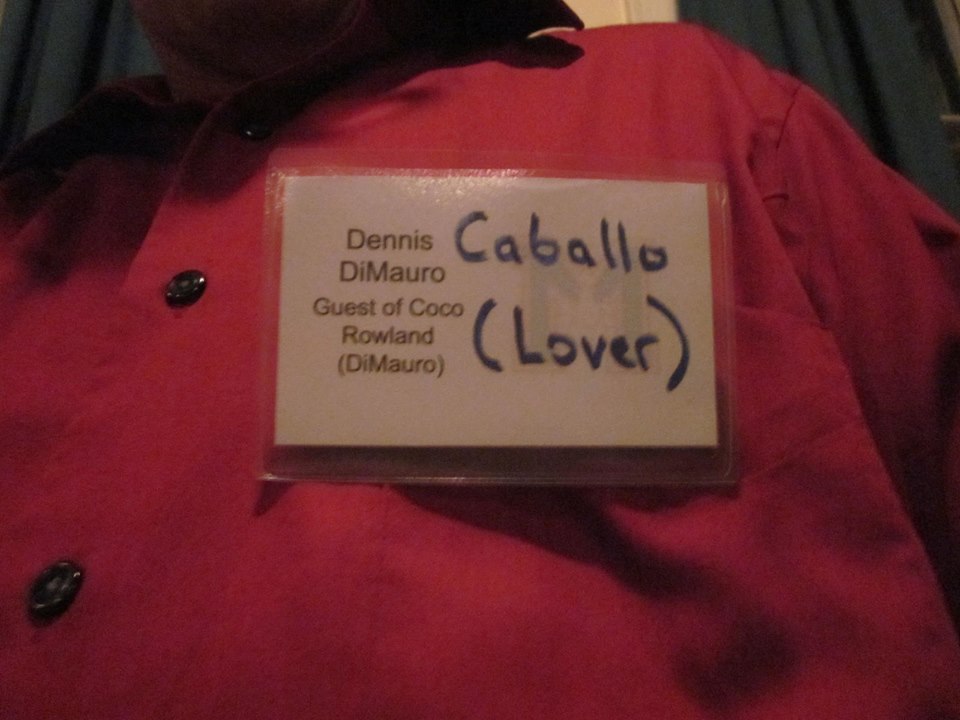 Dennis
DiMauro
Guest of Coco
Rowland
(DiMauro)
Caballo
(Lover)